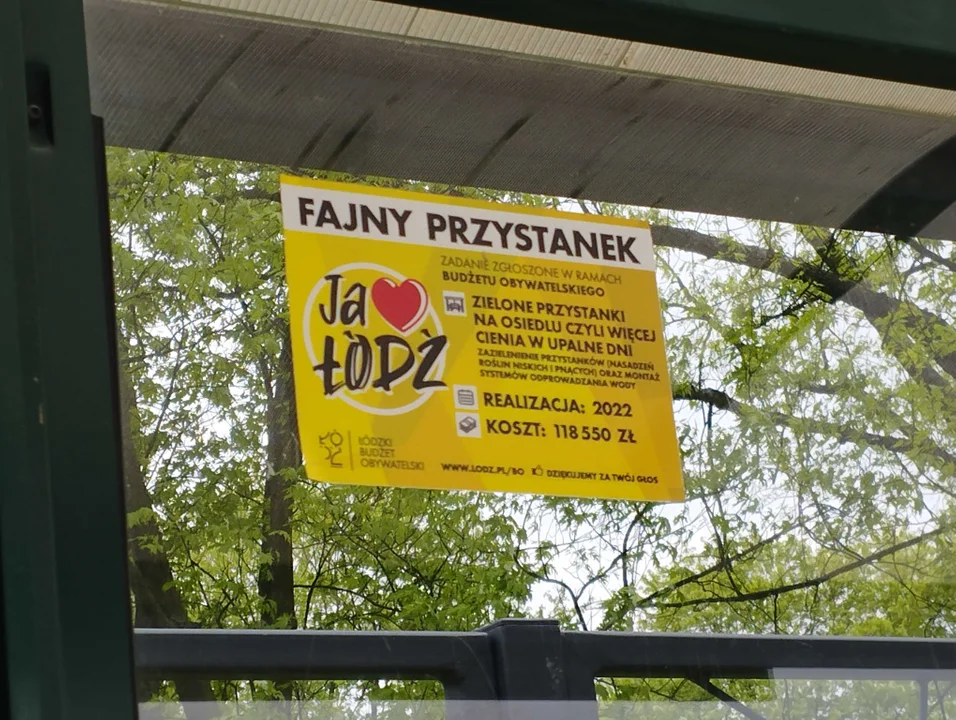 FAJNY PRZYSTANEK
ZADANIE ZGŁOSZONE W RAMACH
BUDŻETU OBYWATELSKIEGO
Ja
ŁÓDŹ
ZIELONE PRZYSTANKI
NA OSIEDLU CZYLI WIĘCEJ
CIENIA W UPALNE DNI
ZAZIELENIENIE PRZYSTANKÓW (NASADZEŃ
ROŚLIN NISKICH I PNĄCYCH) ORAZ MONTAŻ
SYSTEMÓW ODPROWADZANIA WODY
REALIZACJA: 2022
KOSZT: 118 550 ZŁ
ŁÓDZKI
BUDŻET
OBYWATELSKI
WWW.LODZ.PL/BO DZIĘKUJEMY ZA TWÓJ GŁOS